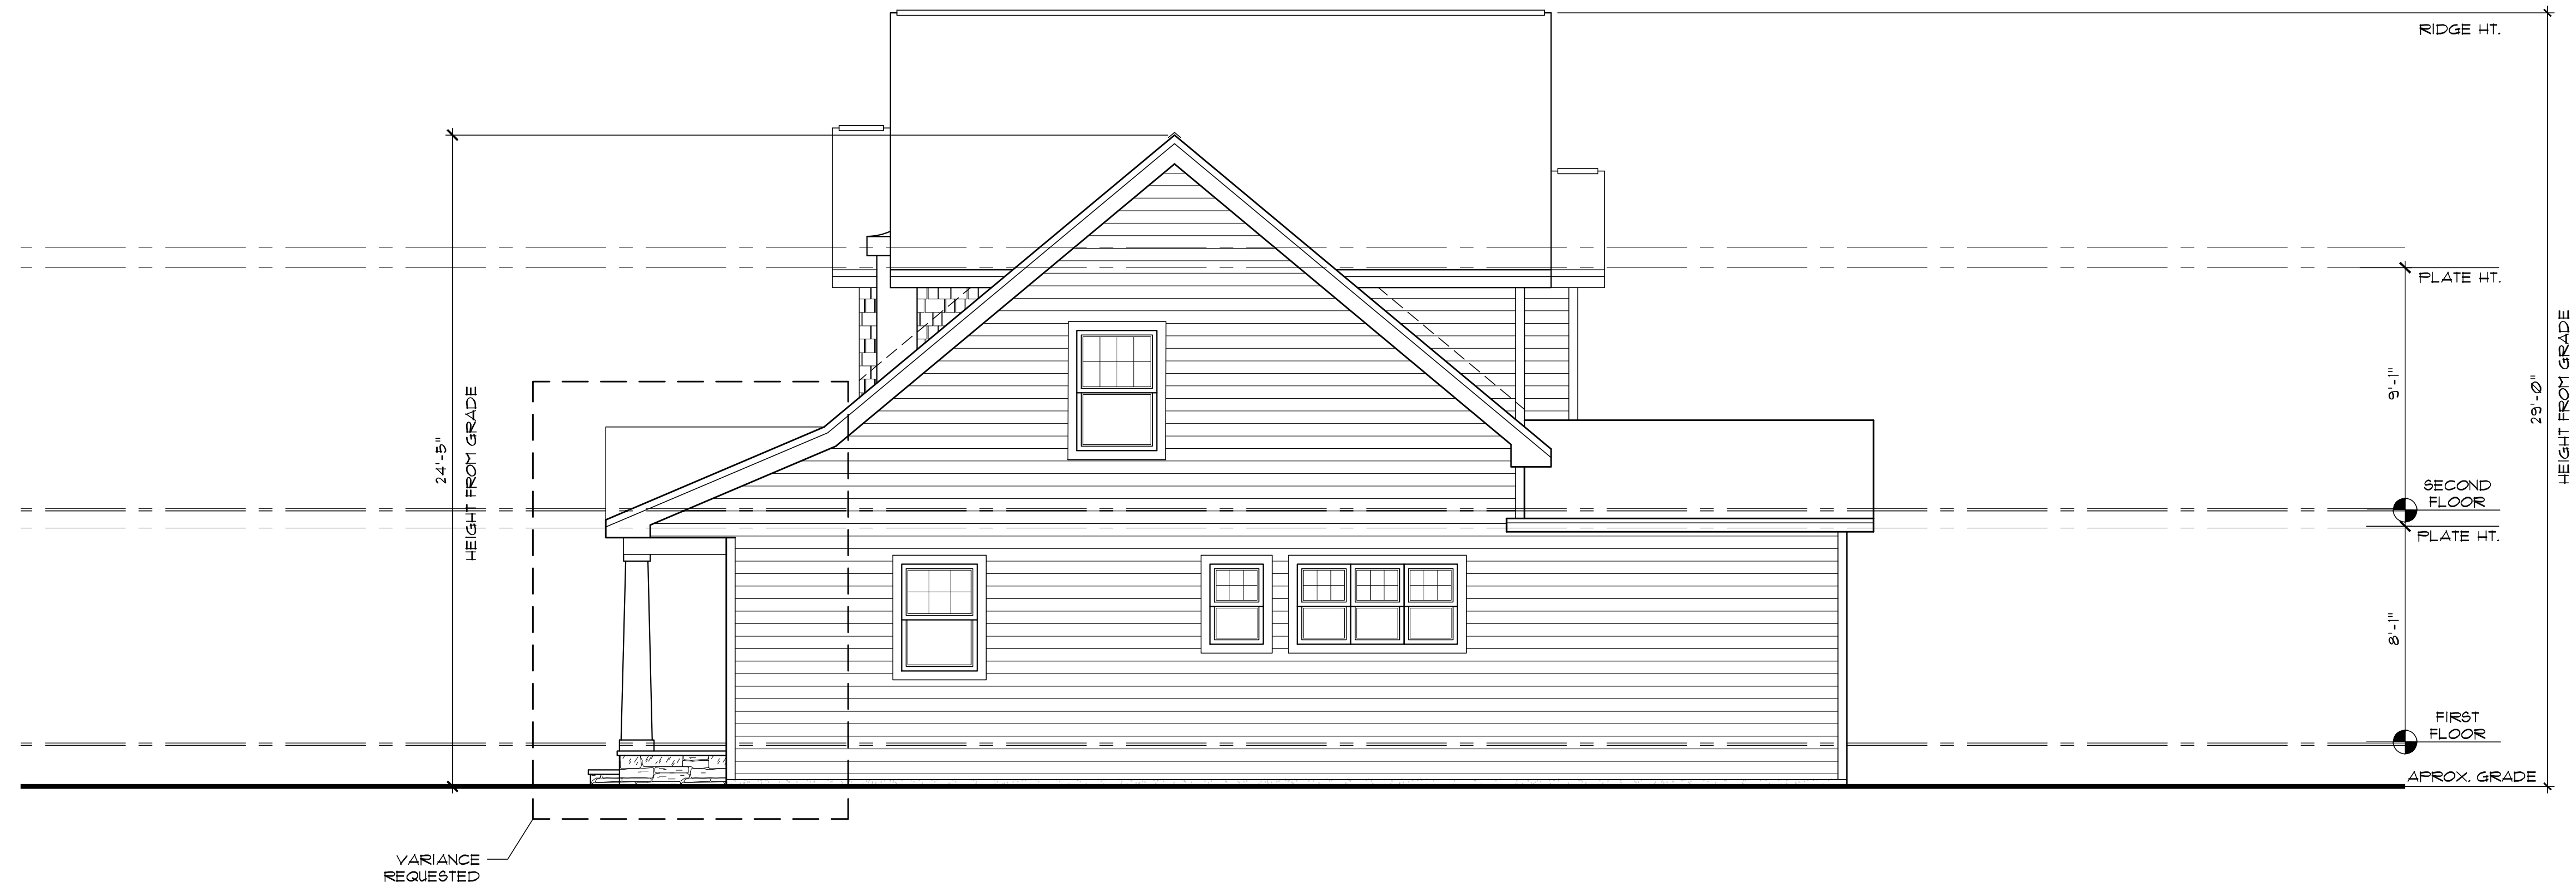 RIDGE HT.
PLATE HT.
HEIGHT FROM GRADE
29'-0"
9'-1"
24'-5"
HEIGHT FROM GRADE
SECOND
FLOOR
PLATE HT.
8'-1"
FIRST
FLOOR
APROX. GRADE
VARIANCE
REQUESTED